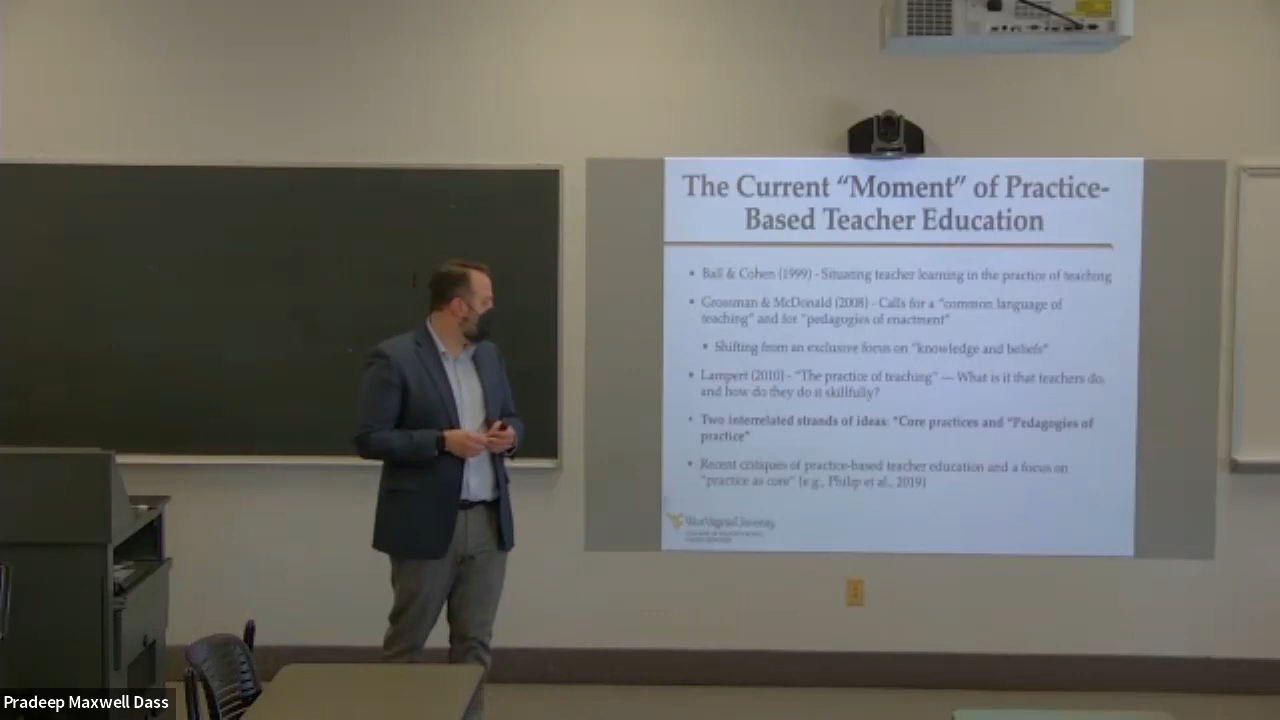 The Current “Moment” of Practice-
Based Teacher Education
• Ball & Cohen (1999) - Situating teacher learning in the practice of teaching
• Grossman & McDonald (2008) - Calls for a “common language of
teaching” and for “pedagogies of enactment”
• Shifting from an exclusive focus on “knowledge and beliefs”
• Lampert (2010) - “The practice of teaching” — What is it that teachers do,
and how do they do it skillfully?
• Two interrelated strands of ideas: “Core practices and “Pedagogies of
practice”
• Recent critiques of practice-based teacher education and a focus on
“practice as core” (e.g., Philip et al., 2019)
WestVirginiaUniversity
Pradeep Maxwell Dass